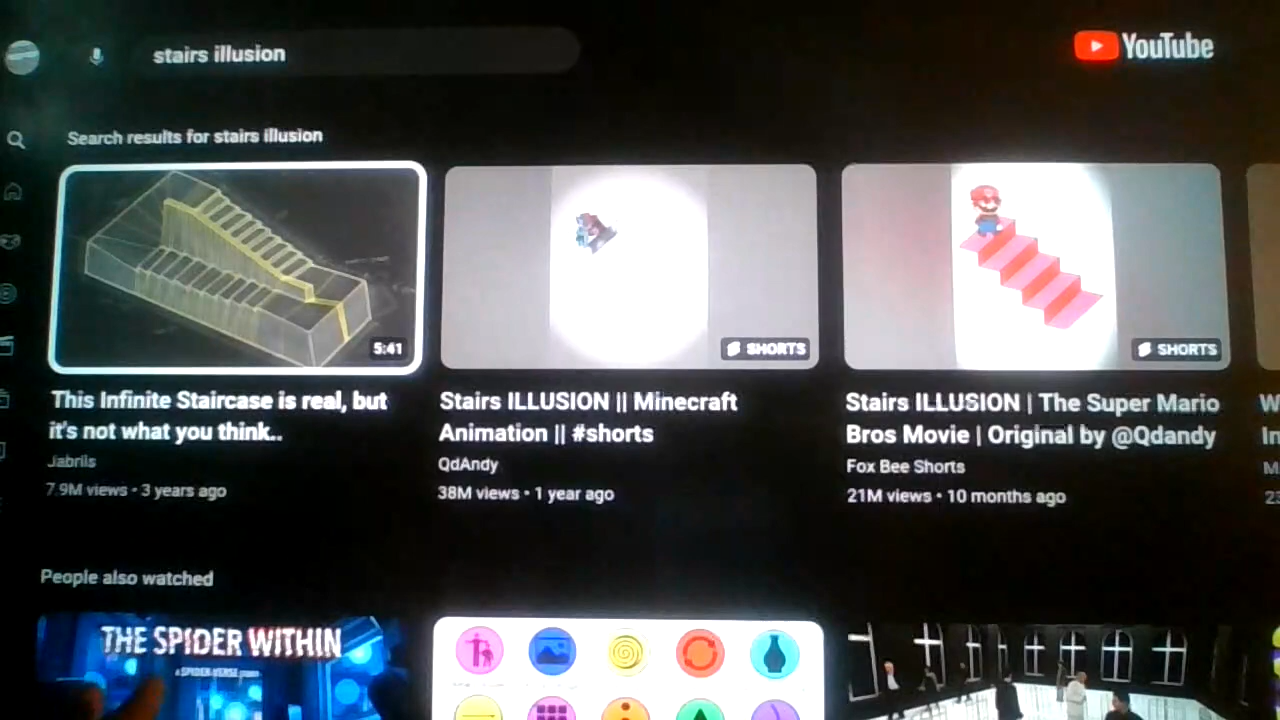 stairs illusion
YouTube
Search results for stairs illusion
5:41
SHORTS
SHORTS
This Infinite Staircase is real, but
it's not what you think..
Jabrils
7.9M views • 3 years ago
Stairs ILLUSION || Minecraft
Animation || #shorts
QdAndy
38M views • 1 year ago
Stairs ILLUSION | The Super Mario
Bros Movie | Original by @Qdandy
Fox Bee Shorts
21M views • 10 months ago
People also watched
THE SPIDER WITHIN